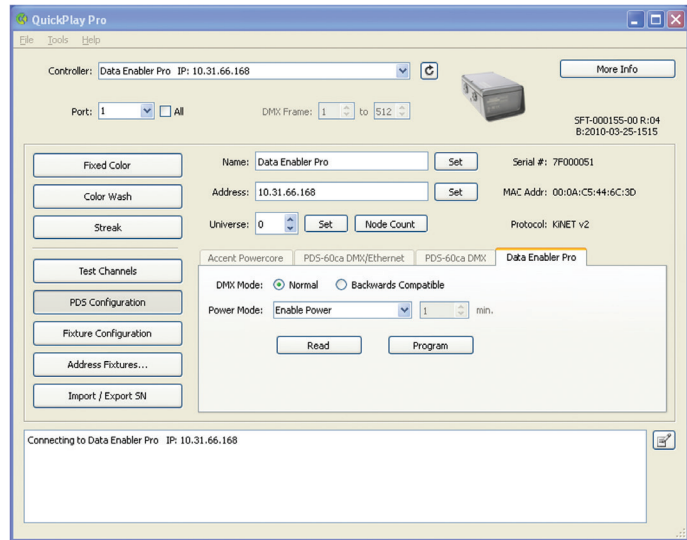 QuickPlay Pro
File Tools Help
Controller: Data Enabler Pro IP: 10.31.66.168
More Info
Port: 1 All DMX Frame: 1 to 512
SFT-000155-00 R:04
B:2010-03-25-1515
Fixed Color
Color Wash
Streak
Test Channels
PDS Configuration
Fixture Configuration
Address Fixtures...
Import / Export SN
Name: Data Enabler Pro Set Serial #: 7F000051
Address: 10.31.66.168 Set MAC Addr: 00:0A:C5:44:6C:3D
Universe: 0 Set Node Count Protocol: KiNET v2
Accent Powercore PDS-60ca DMX/Ethernet PDS-60ca DMX Data Enabler Pro
DMX Mode: Normal Backwards Compatible
Power Mode: Enable Power 1 min.
Read Program
Connecting to Data Enabler Pro IP: 10.31.66.168